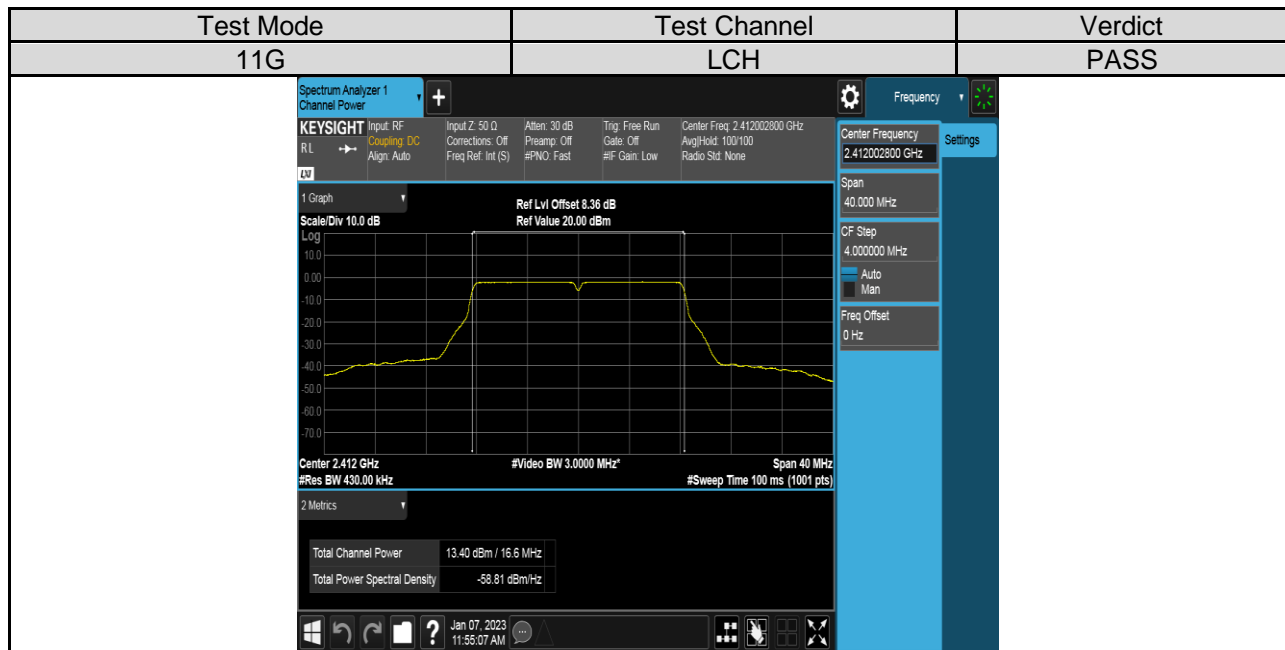 Test Mode Test Channel Verdict
11G LCH PASS
Spectrum Analyzer 1
Channel Power
+
Frequency
KEYSIGHT Input: RF Input Z: 50 Ω Atten: 30 dB Trig: Free Run Center Freq: 2.412002800 GHz
RL Coupling: DC Corrections: Off Preamp: Off Gate: Off Avg|Hold: 100/100
Align: Auto Freq Ref: Int (S) #PNO: Fast #IF Gain: Low Radio Std: None
LXI
Center Frequency
2.412002800 GHz
Settings
Span
40.000 MHz
CF Step
4.000000 MHz
Auto
Man
Freq Offset
0 Hz
1 Graph
Ref Lvl Offset 8.36 dB
Scale/Div 10.0 dB Ref Value 20.00 dBm
Log
10.0
0.00
-10.0
-20.0
-30.0
-40.0
-50.0
-60.0
-70.0
Center 2.412 GHz #Video BW 3.0000 MHz* Span 40 MHz
#Res BW 430.00 kHz #Sweep Time 100 ms (1001 pts)
2 Metrics
Total Channel Power 13.40 dBm / 16.6 MHz
Total Power Spectral Density -58.81 dBm/Hz
? Jan 07, 2023
11:55:07 AM